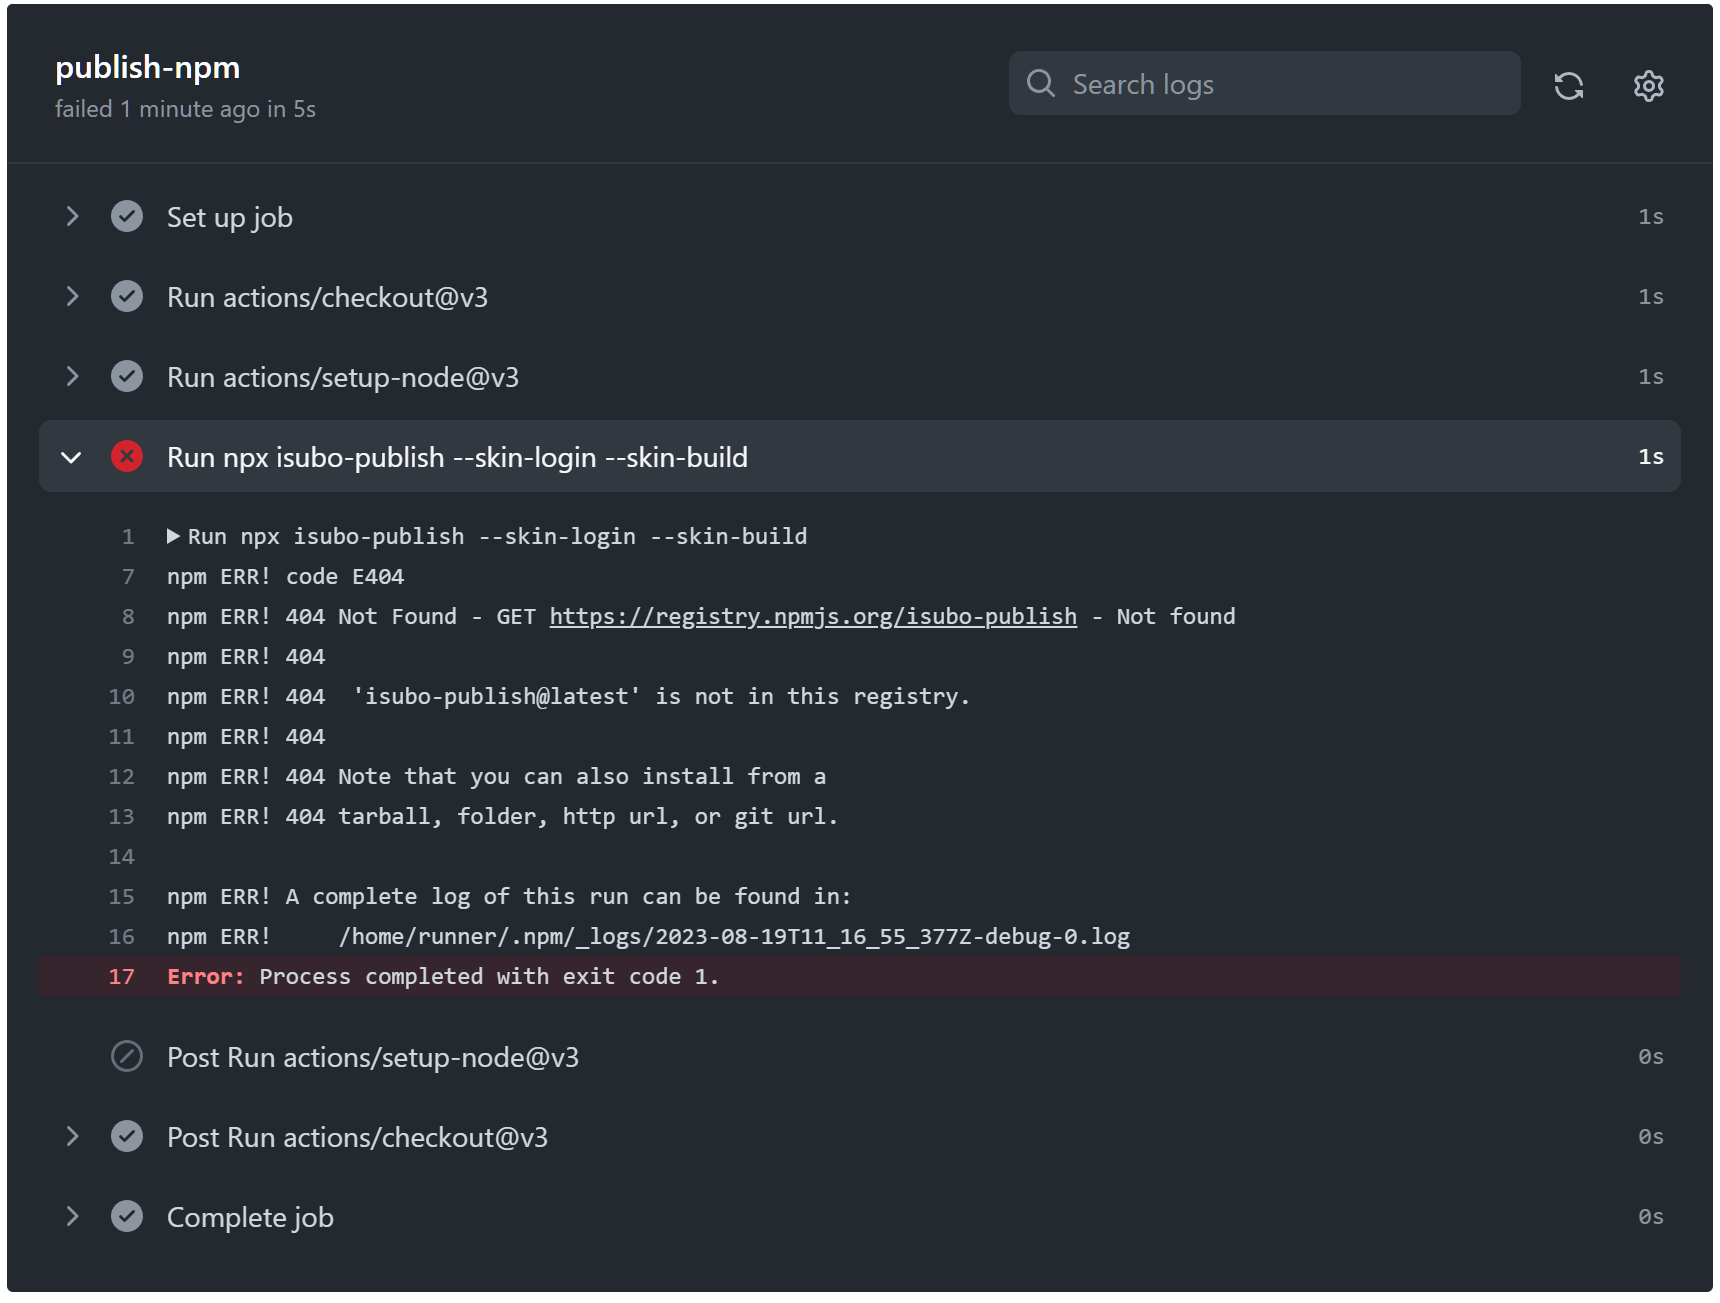 publish-npm
failed 1 minute ago in 5s
Search logs
Set up job 1s
Run actions/checkout@v3 1s
Run actions/setup-node@v3 1s
Run npx isubo-publish --skin-login --skin-build 1s
1 Run npx isubo-publish --skin-login --skin-build
7 npm ERR! code E404
8 npm ERR! 404 Not Found - GET https://registry.npmjs.org/isubo-publish - Not found
9 npm ERR! 404
10 npm ERR! 404  'isubo-publish@latest' is not in this registry.
11 npm ERR! 404
12 npm ERR! 404 Note that you can also install from a
13 npm ERR! 404 tarball, folder, http url, or git url.
14
15 npm ERR! A complete log of this run can be found in:
16 npm ERR!     /home/runner/.npm/_logs/2023-08-19T11_16_55_377Z-debug-0.log
17 Error: Process completed with exit code 1.
Post Run actions/setup-node@v3 0s
Post Run actions/checkout@v3 0s
Complete job 0s